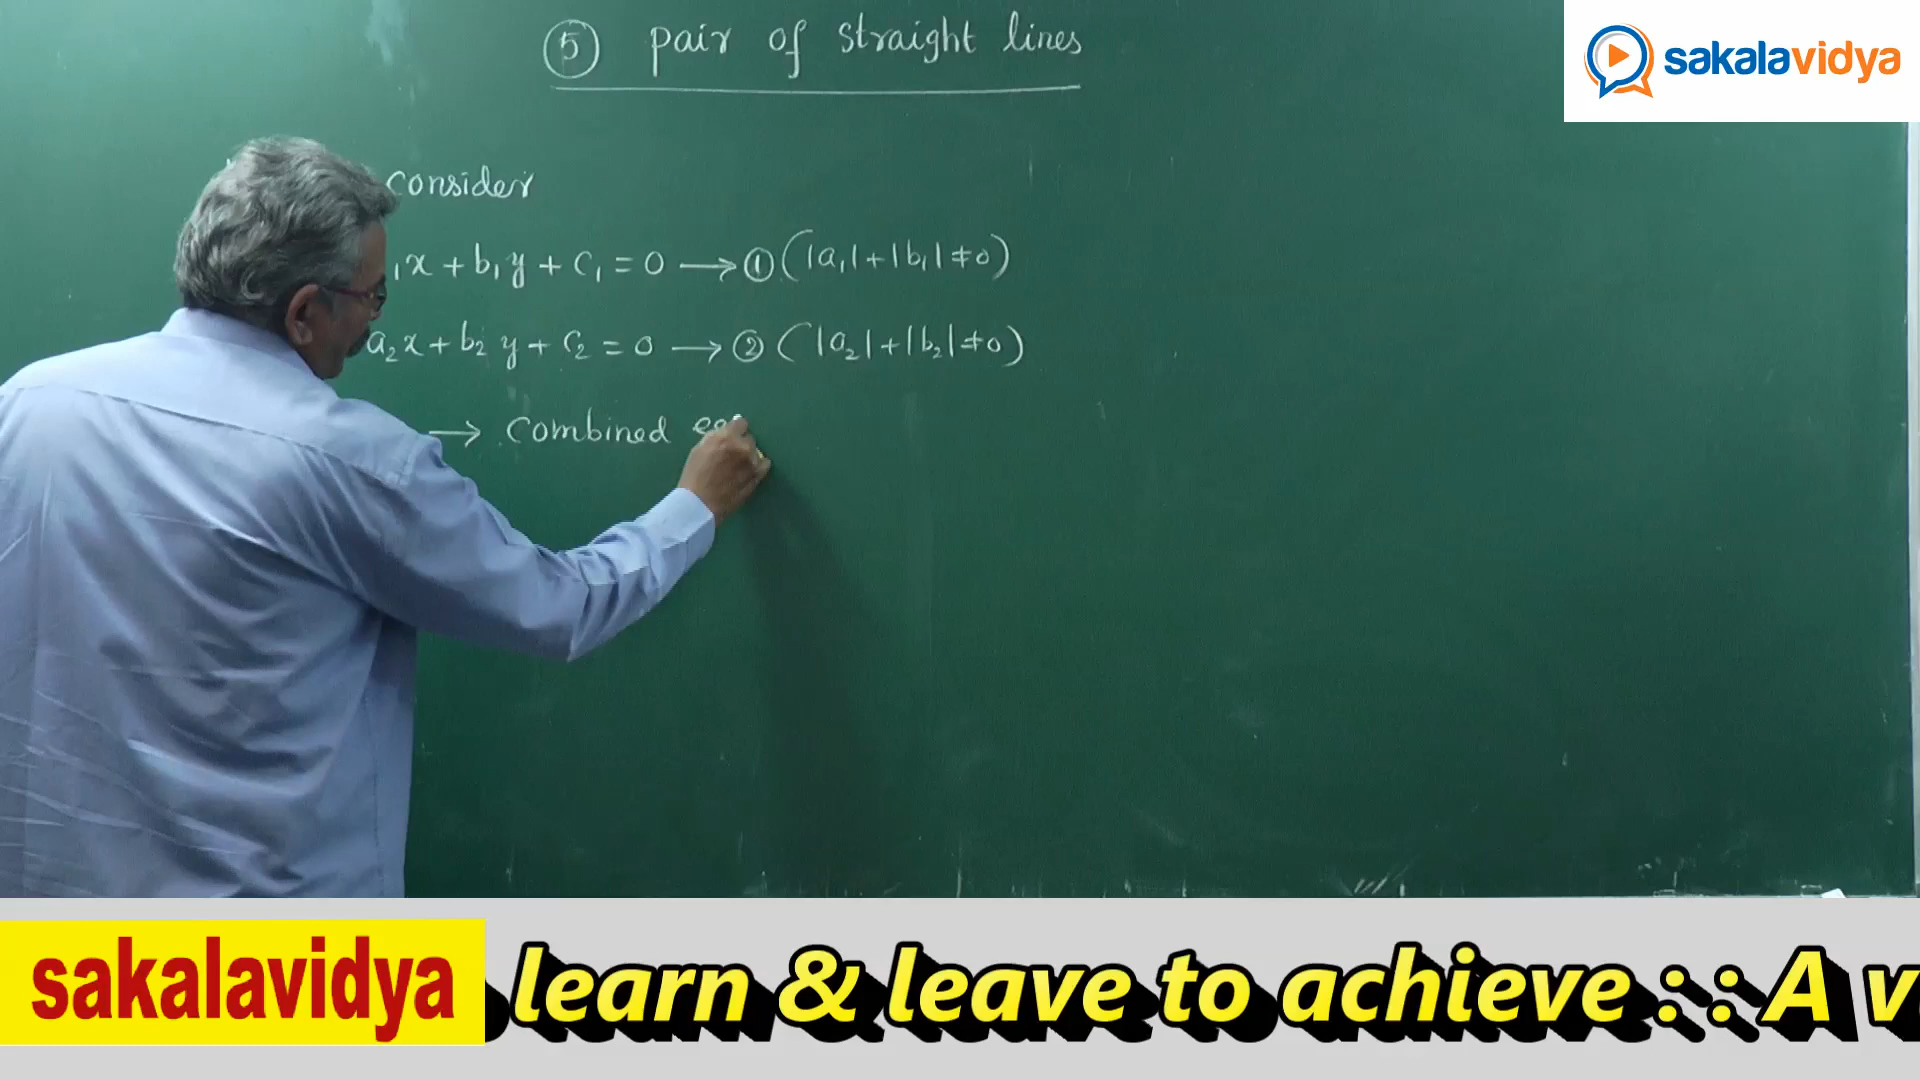 ⑤ pair of straight lines
sakalavidya
consider
₁x + b₁y + c₁ = 0 → ① (|a₁| + |b₁| ≠ 0)
a₂x + b₂y + c₂ = 0 → ② (|a₂| + |b₂| ≠ 0)
→ combined
sakalavidya
learn & leave to achieve : : A v